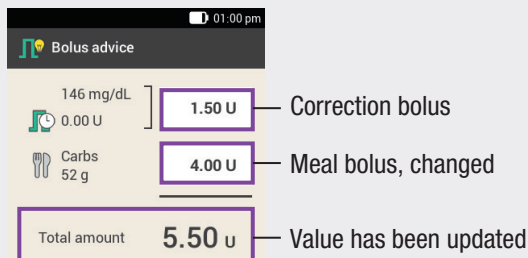 01:00 pm
Bolus advice
146 mg/dL
0.00 U
1.50 U
Correction bolus
Carbs
52 g
4.00 U
Meal bolus, changed
Total amount 5.50 U
Value has been updated